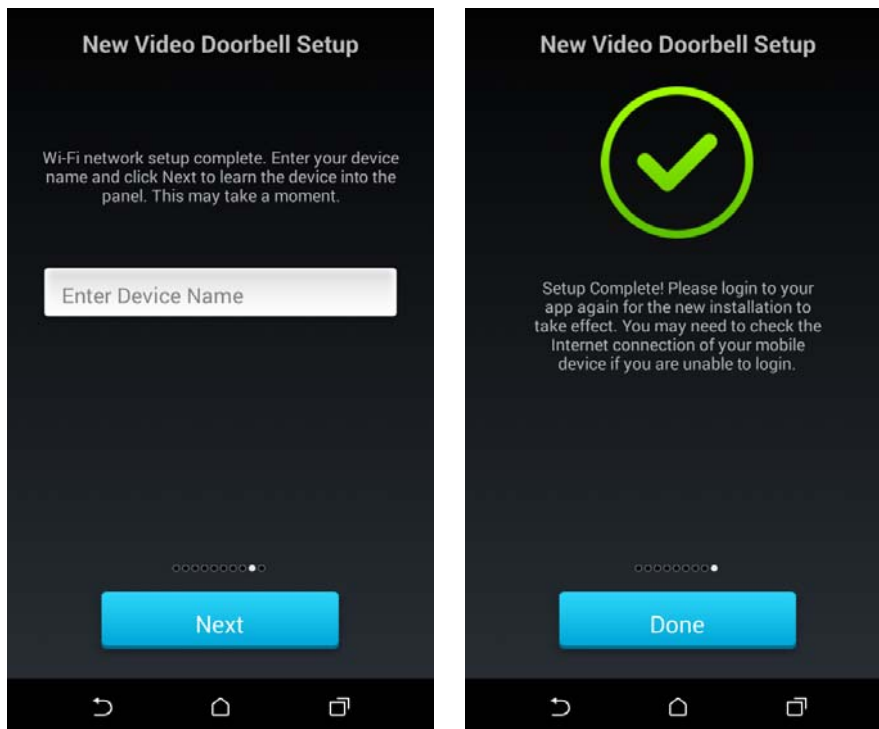 New Video Doorbell Setup
Wi-Fi network setup complete. Enter your device
name and click Next to learn the device into the
panel. This may take a moment.
Enter Device Name
Next
New Video Doorbell Setup
Setup Complete! Please login to your
app again for the new installation to
take effect. You may need to check the
Internet connection of your mobile
device if you are unable to login.
Done